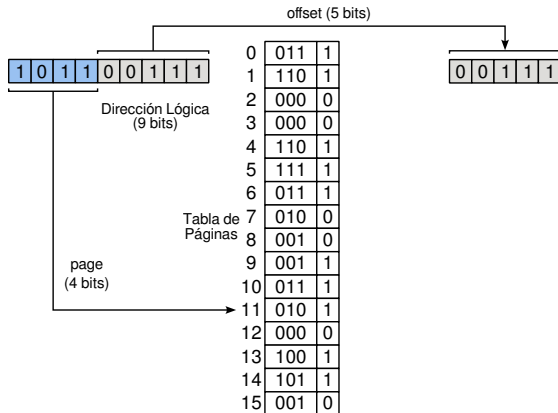 offset (5 bits)
1 0 1 1 0 0 1 1 1
0 0 1 1 1
Dirección Lógica
(9 bits)
page
(4 bits)
Tabla de
Páginas
0 011 1
1 110 1
2 000 0
3 000 0
4 110 1
5 111 1
6 011 1
7 010 0
8 001 0
9 001 1
10 011 1
11 010 1
12 000 0
13 100 1
14 101 1
15 001 0